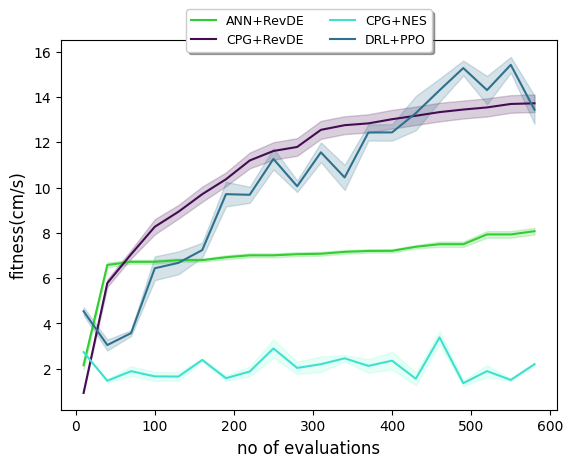 ANN+RevDE CPG+NES
CPG+RevDE DRL+PPO
16
14
12
10
8
6
4
2
fitness(cm/s)
0 100 200 300 400 500 600
no of evaluations